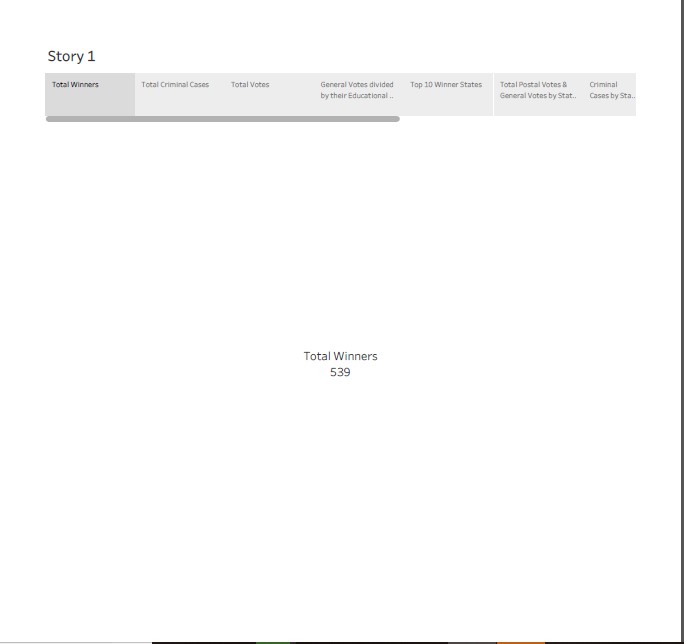 Story 1
Total Winners
Total Criminal Cases
Total Votes
General Votes divided
by their Educational ..
Top 10 Winner States
Total Postal Votes &
General Votes by Stat..
Criminal
Cases by Sta..
Total Winners
539